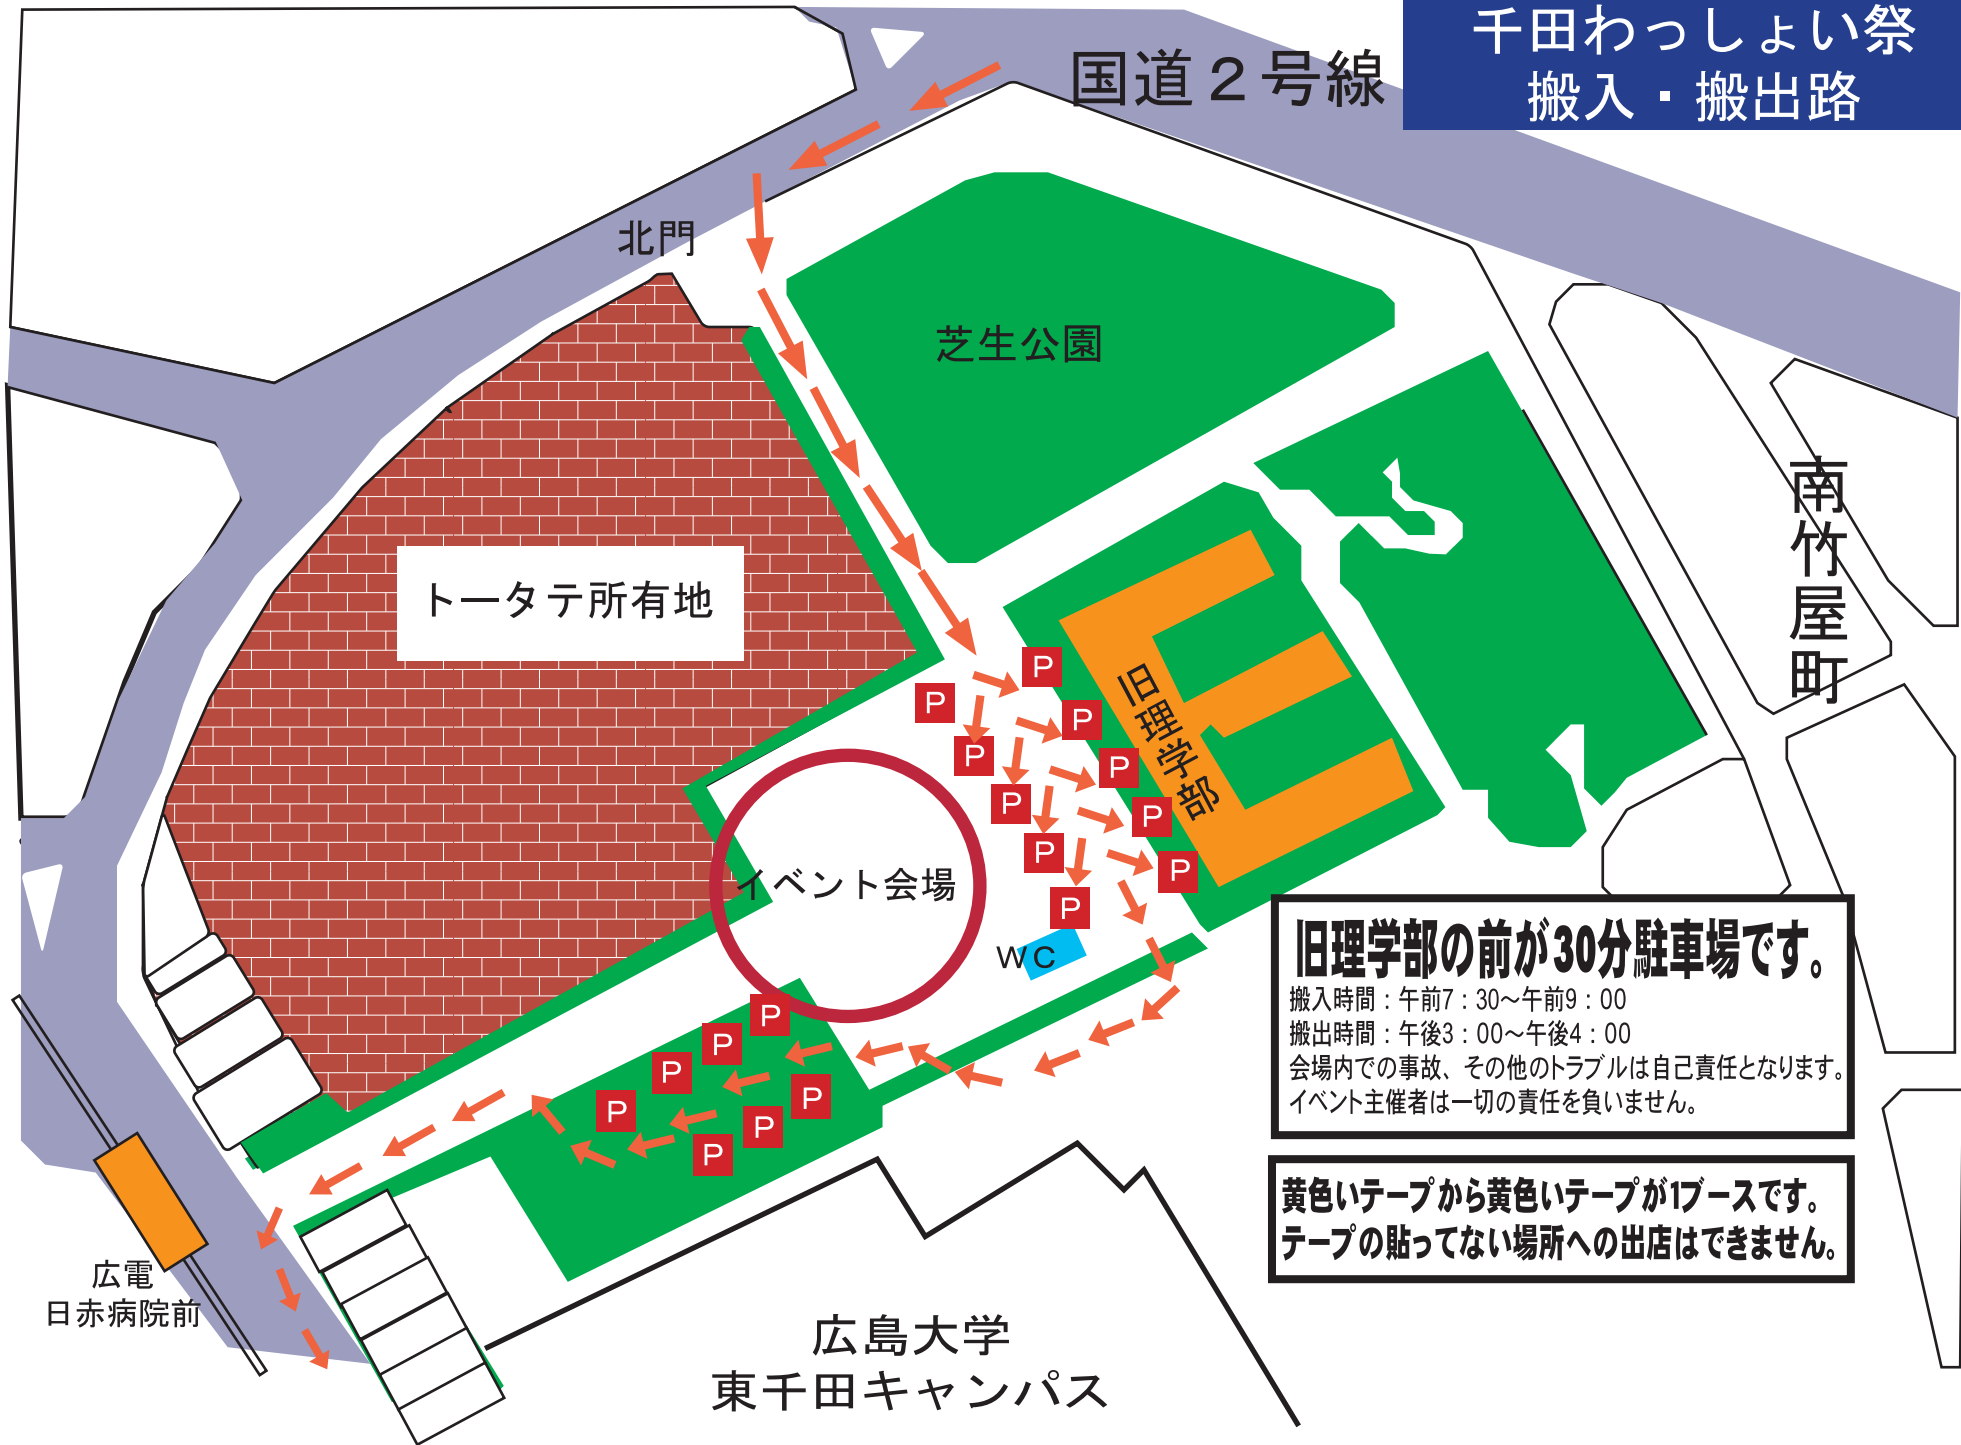 千田わっしょい祭
搬入・搬出路
国道２号線
北門
芝生公園
南竹屋町
トータテ所有地
旧理学部
P
P
P
P
P
P
P
P
P
P
イベント会場
WC
P
P
P
P
P
P
P
旧理学部の前が30分駐車場です。
搬入時間：午前7：30～午前9：00
搬出時間：午後3：00～午後4：00
会場内での事故、その他のトラブルは自己責任となります。
イベント主催者は一切の責任を負いません。
黄色いテープから黄色いテープが1ブースです。
テープの貼ってない場所への出店はできません。
広電
日赤病院前
広島大学
東千田キャンパス